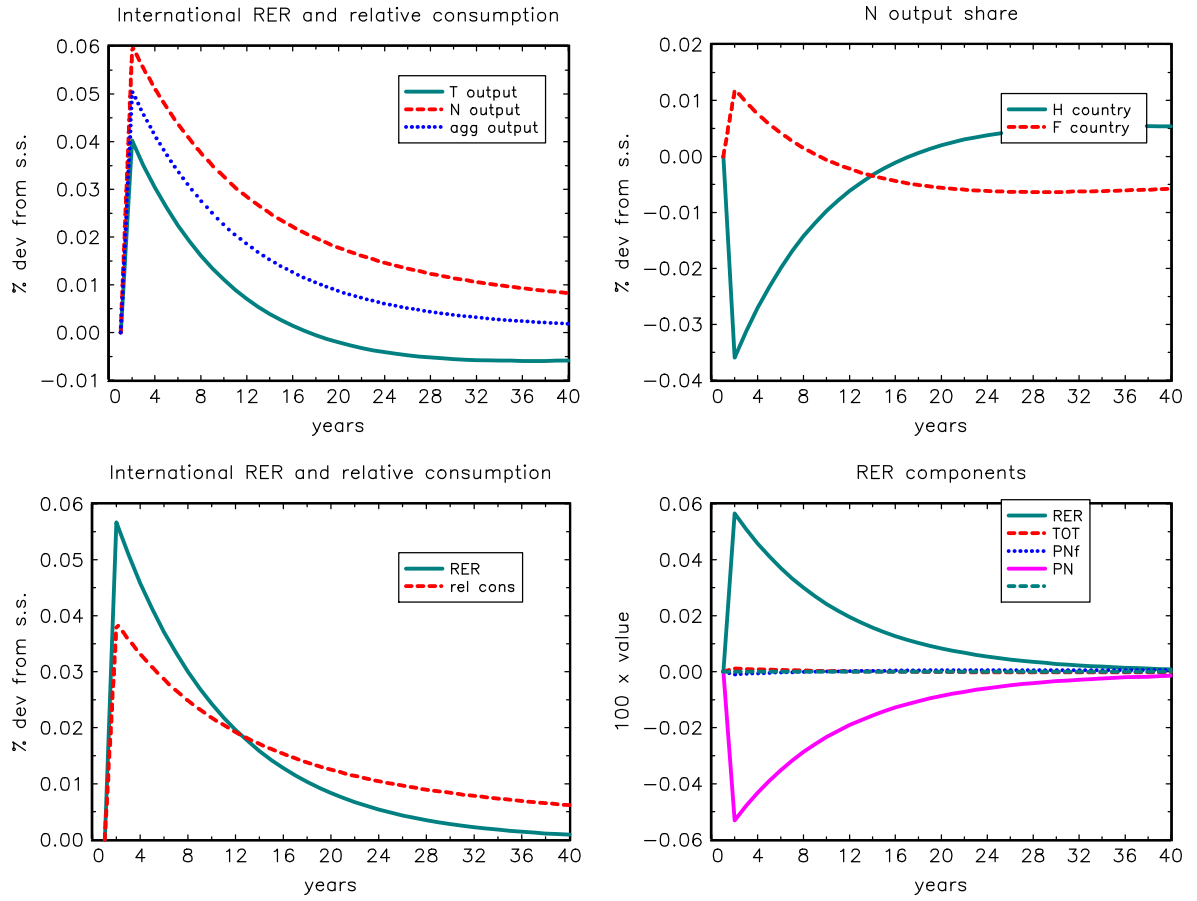 International RER and relative consumption
% dev from s.s.
0.06
0.05
0.04
0.03
0.02
0.01
0.00
−0.01
T output
N output
agg output
0 4 8 12 16 20 24 28 32 36 40
years
N output share
% dev from s.s.
0.02
0.01
0.00
−0.01
−0.02
−0.03
−0.04
H country
F country
0 4 8 12 16 20 24 28 32 36 40
years
International RER and relative consumption
% dev from s.s.
0.06
0.05
0.04
0.03
0.02
0.01
0.00
RER
rel cons
0 4 8 12 16 20 24 28 32 36 40
years
RER components
100 x value
0.06
0.04
0.02
0.00
−0.02
−0.04
−0.06
RER
TOT
PNf
PN
0 4 8 12 16 20 24 28 32 36 40
years